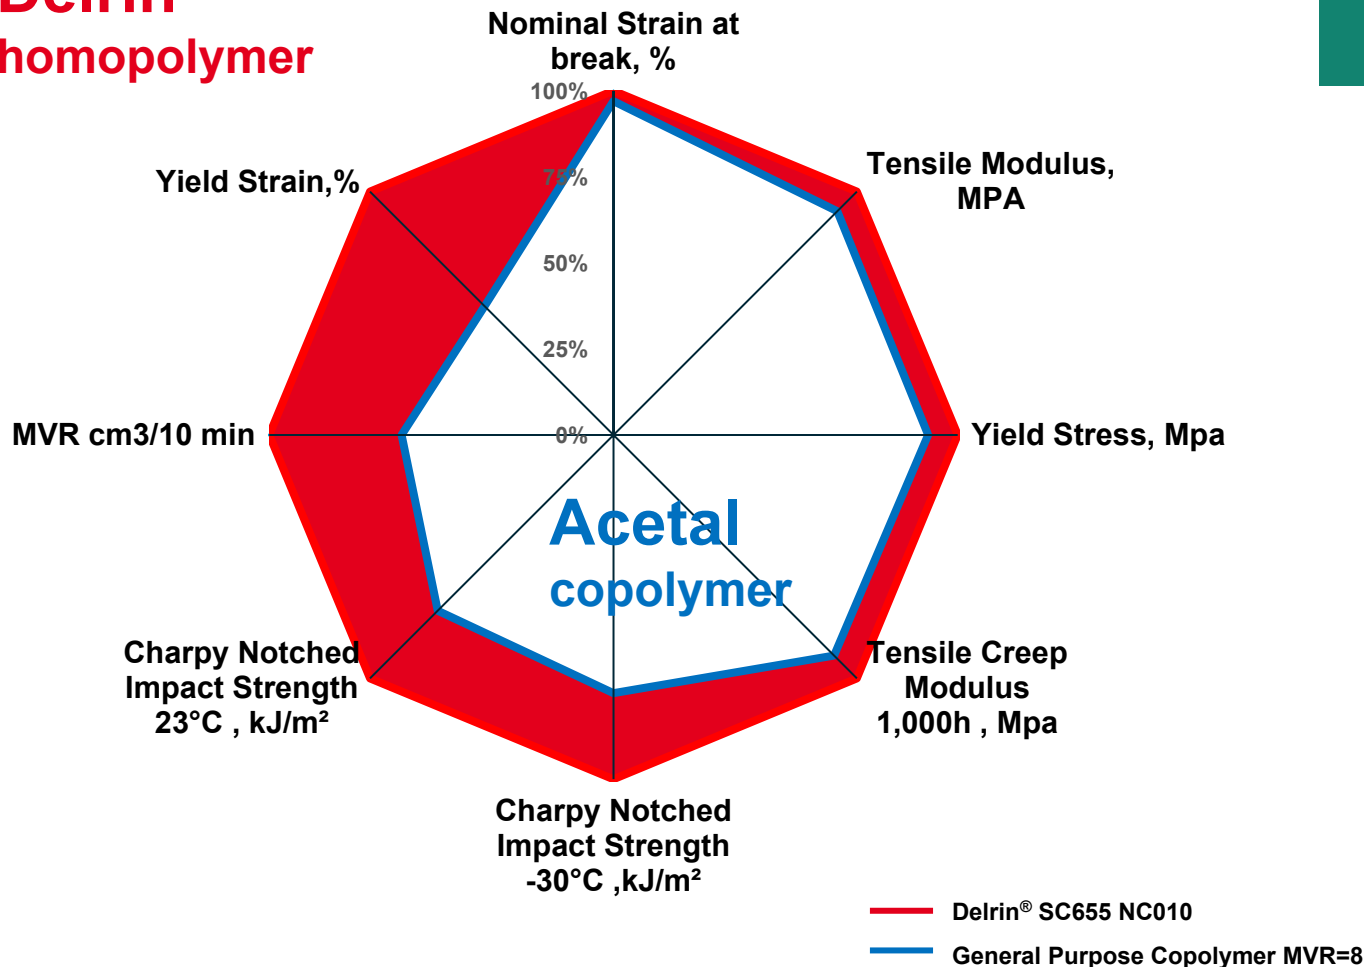 Delrin
homopolymer
Nominal Strain at
break, %
100%
Tensile Modulus,
MPA
Yield Strain,%
75%
50%
25%
MVR cm3/10 min
0%
Yield Stress, Mpa
Acetal
copolymer
Charpy Notched
Impact Strength
23°C , kJ/m²
Tensile Creep
Modulus
1,000h , Mpa
Charpy Notched
Impact Strength
-30°C ,kJ/m²
Delrin® SC655 NC010
General Purpose Copolymer MVR=8